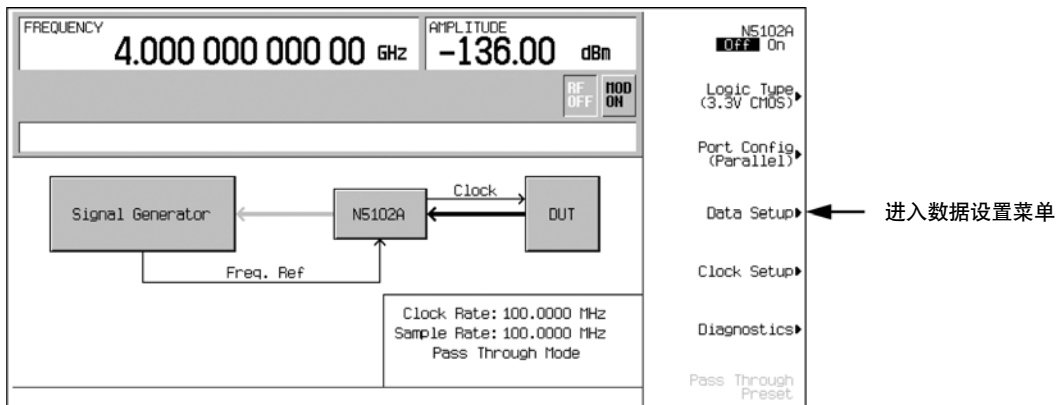 FREQUENCY
4.000 000 000 00 GHz
AMPLITUDE
-136.00 dBm
RF
OFF
MOD
ON
Signal Generator
N5102A
Clock
DUT
Freq. Ref
Clock Rate: 100.0000 MHz
Sample Rate: 100.0000 MHz
Pass Through Mode
N5102A
Off On
Logic Type
(3.3V CMOS)
Port Config
(Parallel)
Data Setup
进入数据设置菜单
Clock Setup
Diagnostics
Pass Through
Preset